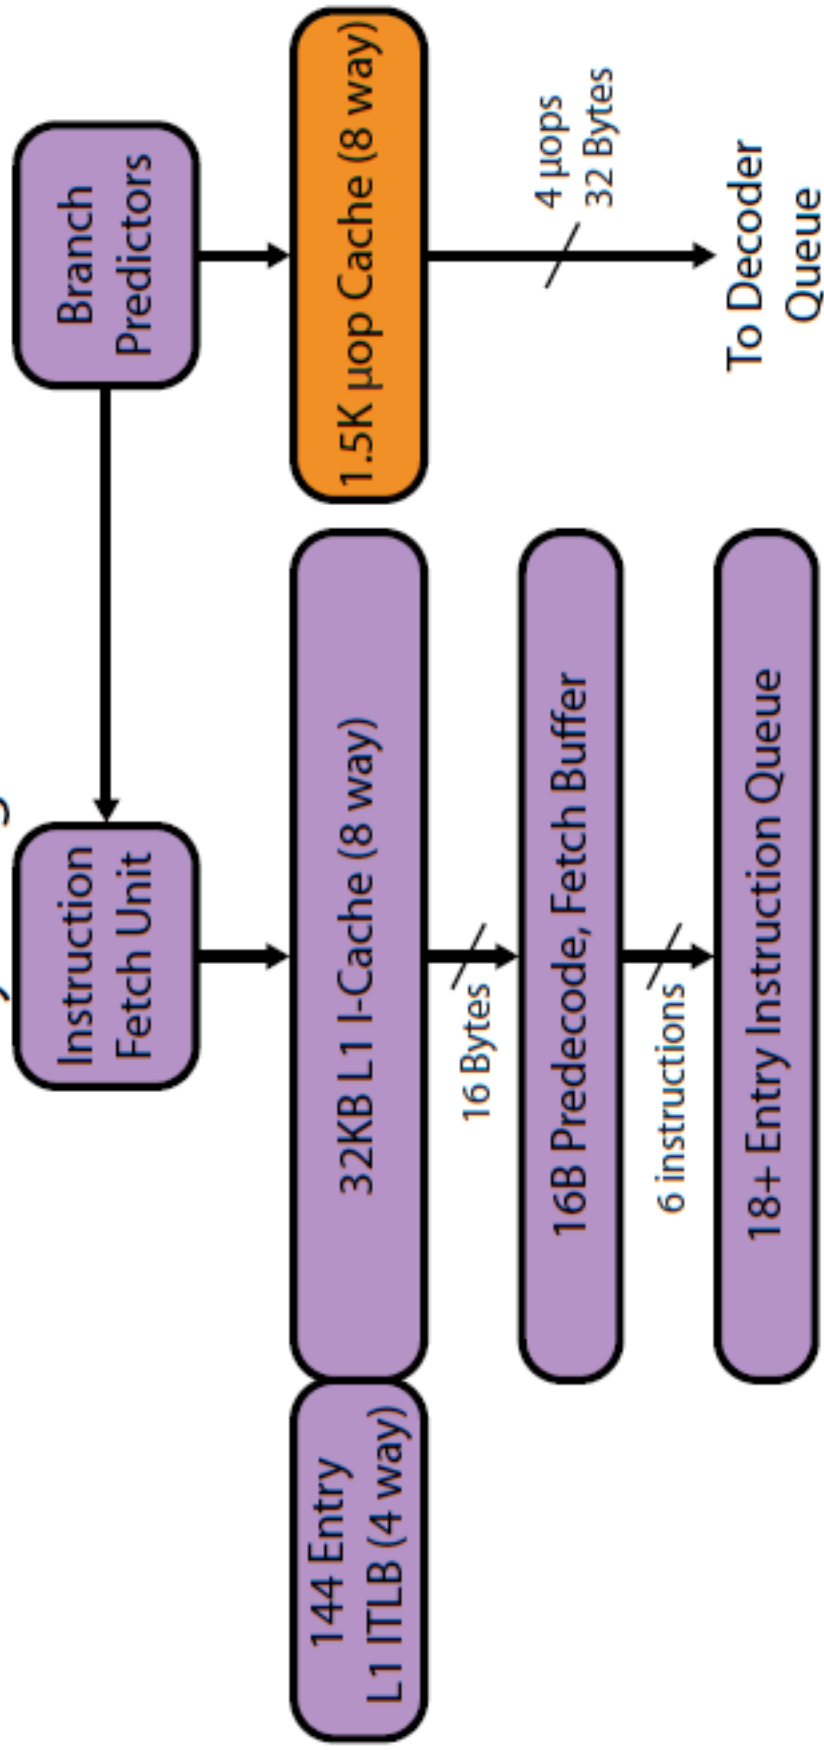 Instruction
Fetch Unit
Branch
Predictors
144 Entry
L1 ITLB (4 way)
32KB L1 I-Cache (8 way)
1.5K μop Cache (8 way)
16 Bytes
4 μops
32 Bytes
16B Predecode, Fetch Buffer
6 instructions
To Decoder
Queue
18+ Entry Instruction Queue